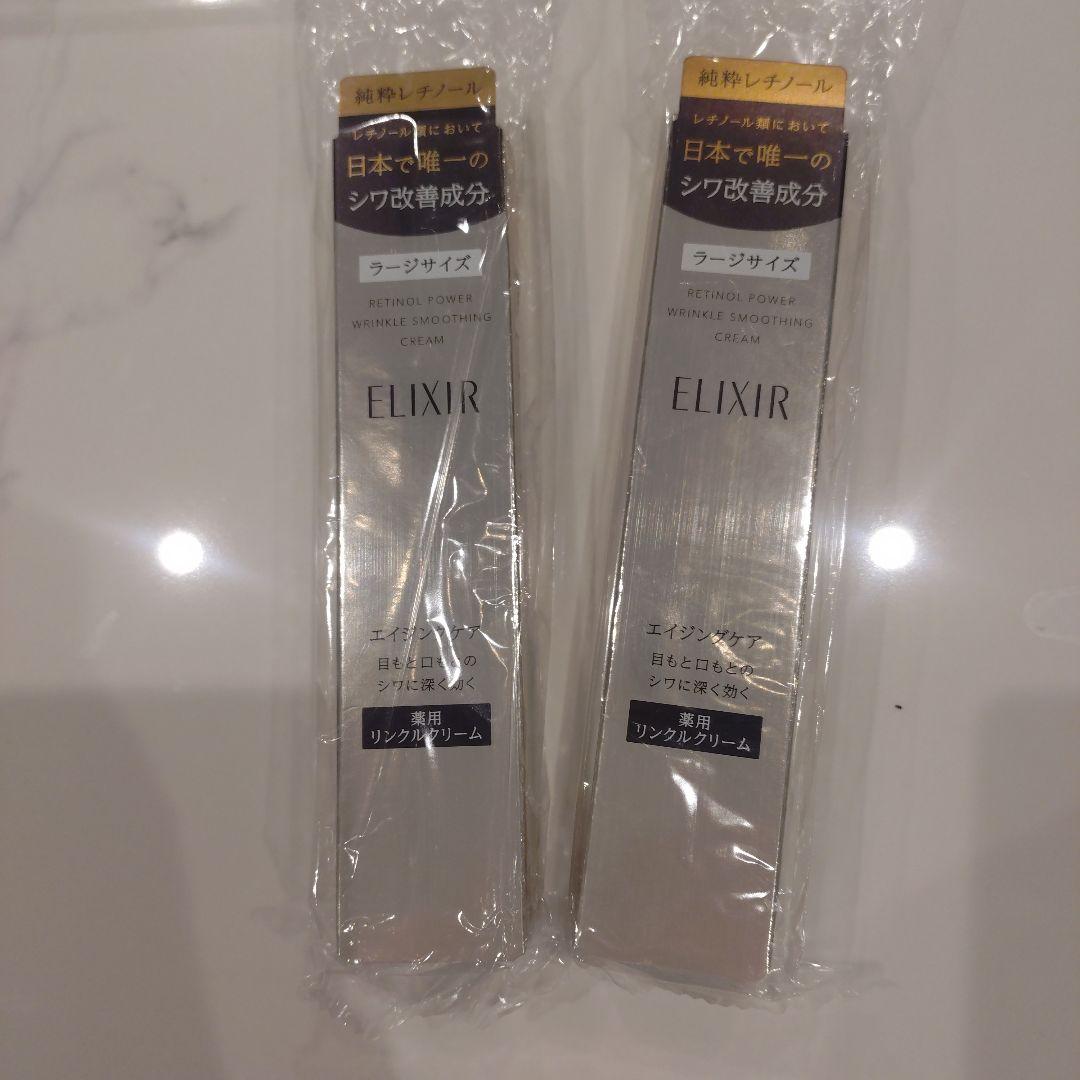 純粋レチノール
レチノール類において
日本で唯一の
シワ改善成分
ラージサイズ
RETINOL POWER
WRINKLE SMOOTHING
CREAM
ELIXIR
エイジングケア
目もと口もとの
シワに深く効く
薬用
リンクルクリーム
純粋レチノール
レチノール類において
日本で唯一の
シワ改善成分
ラージサイズ
RETINOL POWER
WRINKLE SMOOTHING
CREAM
ELIXIR
エイジングケア
目もと口もとの
シワに深く効く
薬用
リンクルクリーム